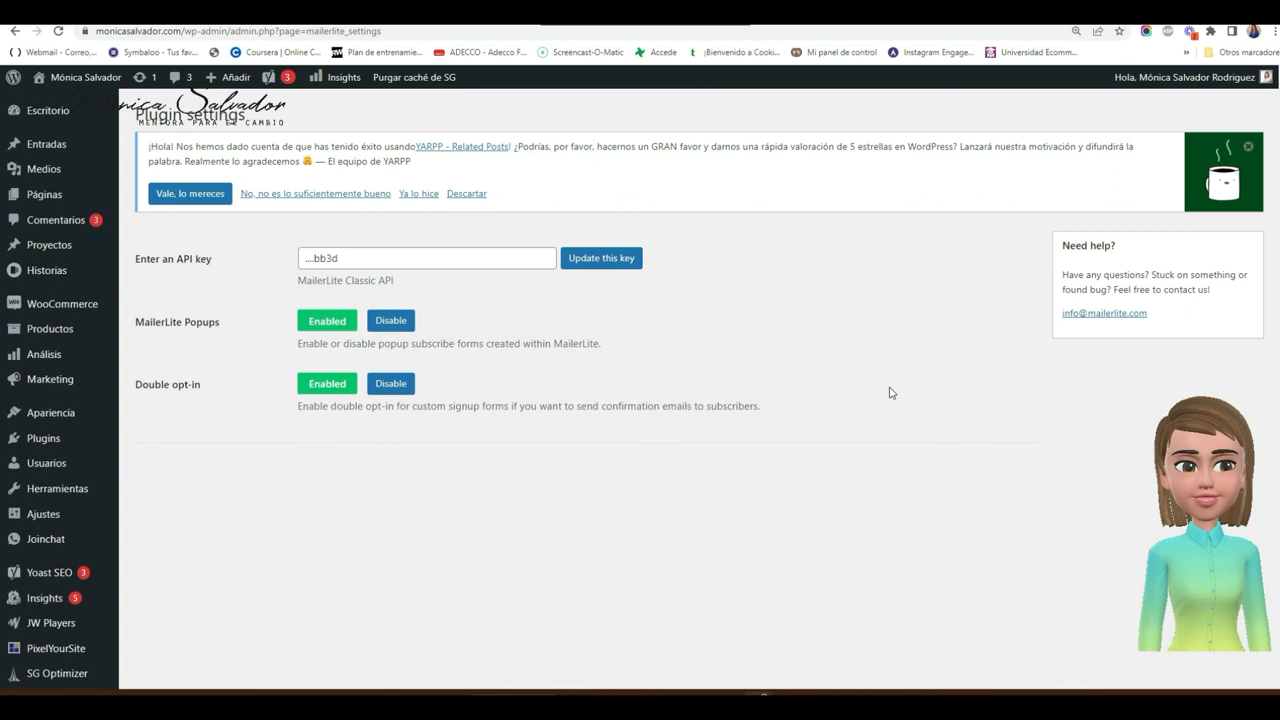 monicasalvador.com/wp-admin/admin.php?page=mailerlite_settings
Webmail - Correo,...
Symbaloo - Tus fav...
Coursera | Online C...
Plan de entrenamie...
ADECCO - Adecco F...
Screencast-O-Matic
Accede
¡Bienvenido a Cooki...
Mi panel de control
Instagram Engage...
Universidad Ecomm...
»
Otros marcadores
Mónica Salvador
1
3
Añadir
3
Insights
Purgar caché de SG
Hola, Mónica Salvador Rodriguez
Monica Salvador
MENTORA PARA EL CAMBIO
Plugin settings
Escritorio
Entradas
Medios
Páginas
Comentarios 3
Proyectos
Historias
WooCommerce
Productos
Análisis
Marketing
Apariencia
Plugins
Usuarios
Herramientas
Ajustes
Joinchat
Yoast SEO 3
Insights 5
JW Players
PixelYourSite
SG Optimizer
¡Hola! Nos hemos dado cuenta de que has tenido éxito usandoYARPP - Related Posts! ¿Podrías, por favor, hacernos un GRAN favor y darnos una rápida valoración de 5 estrellas en WordPress? Lanzará nuestra motivación y difundirá la
palabra. Realmente lo agradecemos 🤗 — El equipo de YARPP
Vale, lo mereces
No, no es lo suficientemente bueno
Ya lo hice
Descartar
Enter an API key
....bb3d
Update this key
MailerLite Classic API
MailerLite Popups
Enabled
Disable
Enable or disable popup subscribe forms created within MailerLite.
Double opt-in
Enabled
Disable
Enable double opt-in for custom signup forms if you want to send confirmation emails to subscribers.
Need help?
Have any questions? Stuck on something or
found bug? Feel free to contact us!
info@mailerlite.com